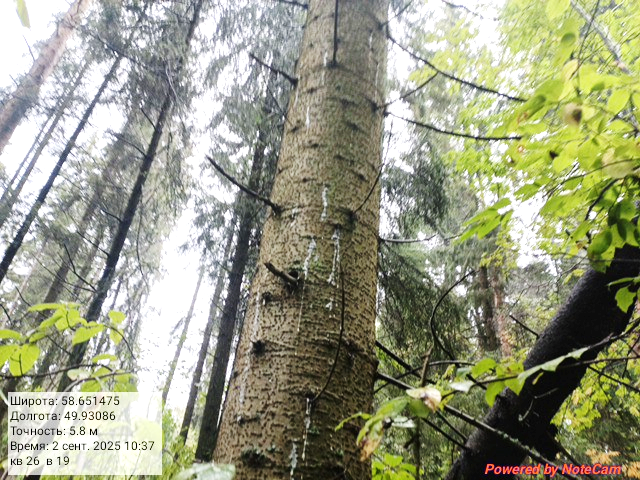 Широта: 58.651475
Долгота: 49.93086
Точность: 5.8 м
Время: 2 сент. 2025 10:37
кв 26 в 19
Powered by NoteCam